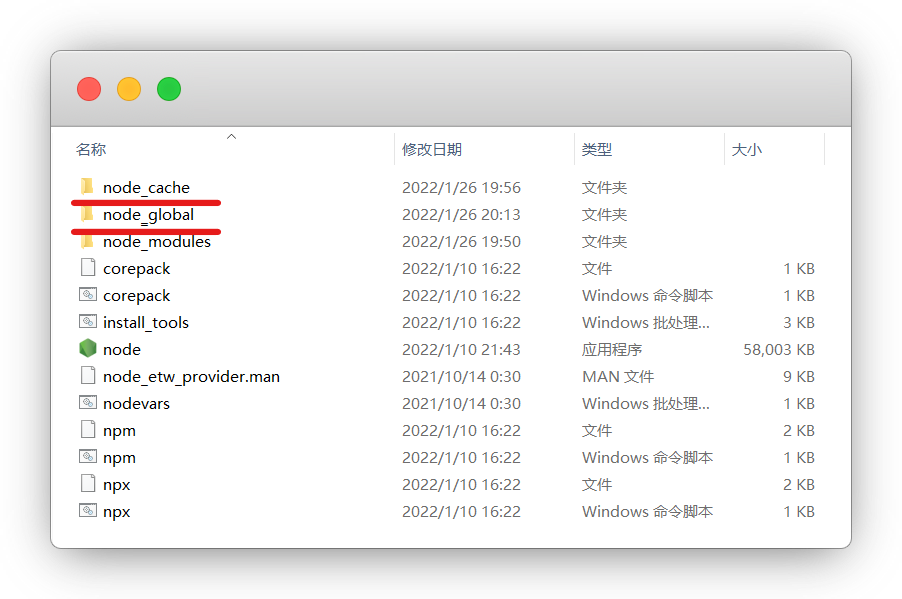 名称 修改日期 类型 大小
node_cache 2022/1/26 19:56 文件夹
node_global 2022/1/26 20:13 文件夹
node_modules 2022/1/26 19:50 文件夹
corepack 2022/1/10 16:22 文件 1 KB
corepack 2022/1/10 16:22 Windows 命令脚本 1 KB
install_tools 2022/1/10 16:22 Windows 批处理... 3 KB
node 2022/1/10 21:43 应用程序 58,003 KB
node_etw_provider.man 2021/10/14 0:30 MAN 文件 9 KB
nodevars 2021/10/14 0:30 Windows 批处理... 1 KB
npm 2022/1/10 16:22 文件 2 KB
npm 2022/1/10 16:22 Windows 命令脚本 1 KB
npx 2022/1/10 16:22 文件 2 KB
npx 2022/1/10 16:22 Windows 命令脚本 1 KB